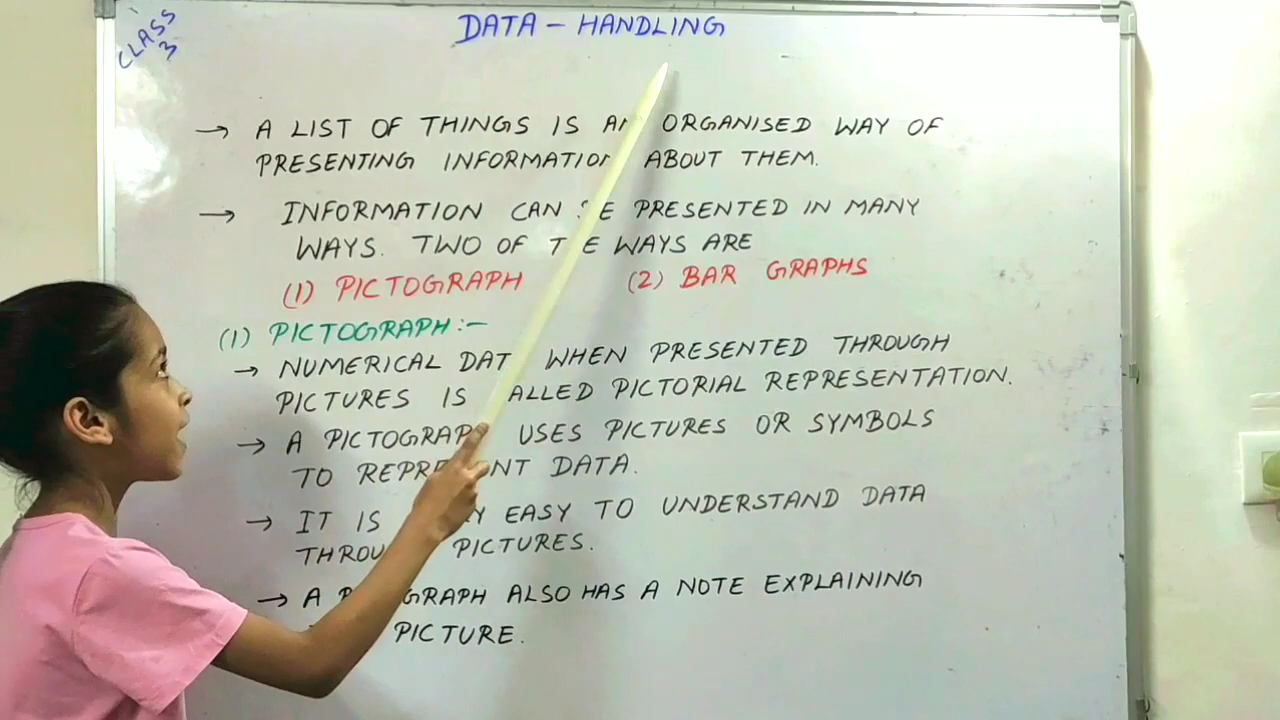 CLASS
3
DATA - HANDLING
→ A LIST OF THINGS IS AN ORGANISED WAY OF
PRESENTING INFORMATION ABOUT THEM.
→ INFORMATION CAN BE PRESENTED IN MANY
WAYS. TWO OF THE WAYS ARE
(1) PICTOGRAPH (2) BAR GRAPHS
(1) PICTOGRAPH :-
→ NUMERICAL DATA WHEN PRESENTED THROUGH
PICTURES IS CALLED PICTORIAL REPRESENTATION.
→ A PICTOGRAPH USES PICTURES OR SYMBOLS
TO REPRESENT DATA.
→ IT IS VERY EASY TO UNDERSTAND DATA
THROUGH PICTURES.
→ A PICTOGRAPH ALSO HAS A NOTE EXPLAINING
PICTURE.